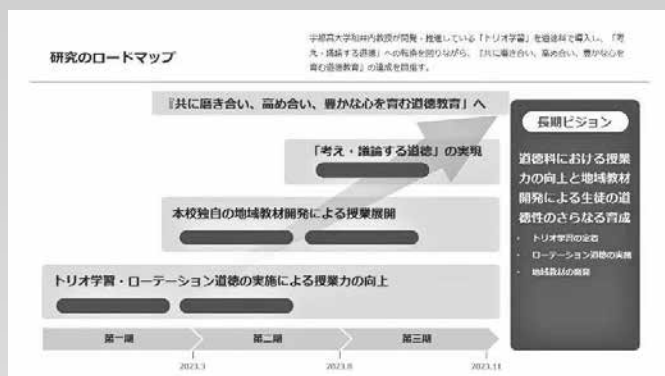 研究のロードマップ
宇都宮大学和井内教授が開発・推進している「トリオ学習」を道徳科で導入し、「考
え・議論する道徳」への転換を図りながら、『共に磨き合い、高め合い、豊かな心を
育む道徳教育』の達成を目指す。
『共に磨き合い、高め合い、豊かな心を育む道徳教育』へ
「考え・議論する道徳」の実現
本校独自の地域教材開発による授業展開
トリオ学習・ローテーション道徳の実施による授業力の向上
第一期
第二期
第三期
2023.3
2023.8
2023.11
長期ビジョン
道徳科における授業
力の向上と地域教材
開発による生徒の道
徳性のさらなる育成
・ トリオ学習の定着
・ ローテーション道徳の実施
・ 地域教材の開発